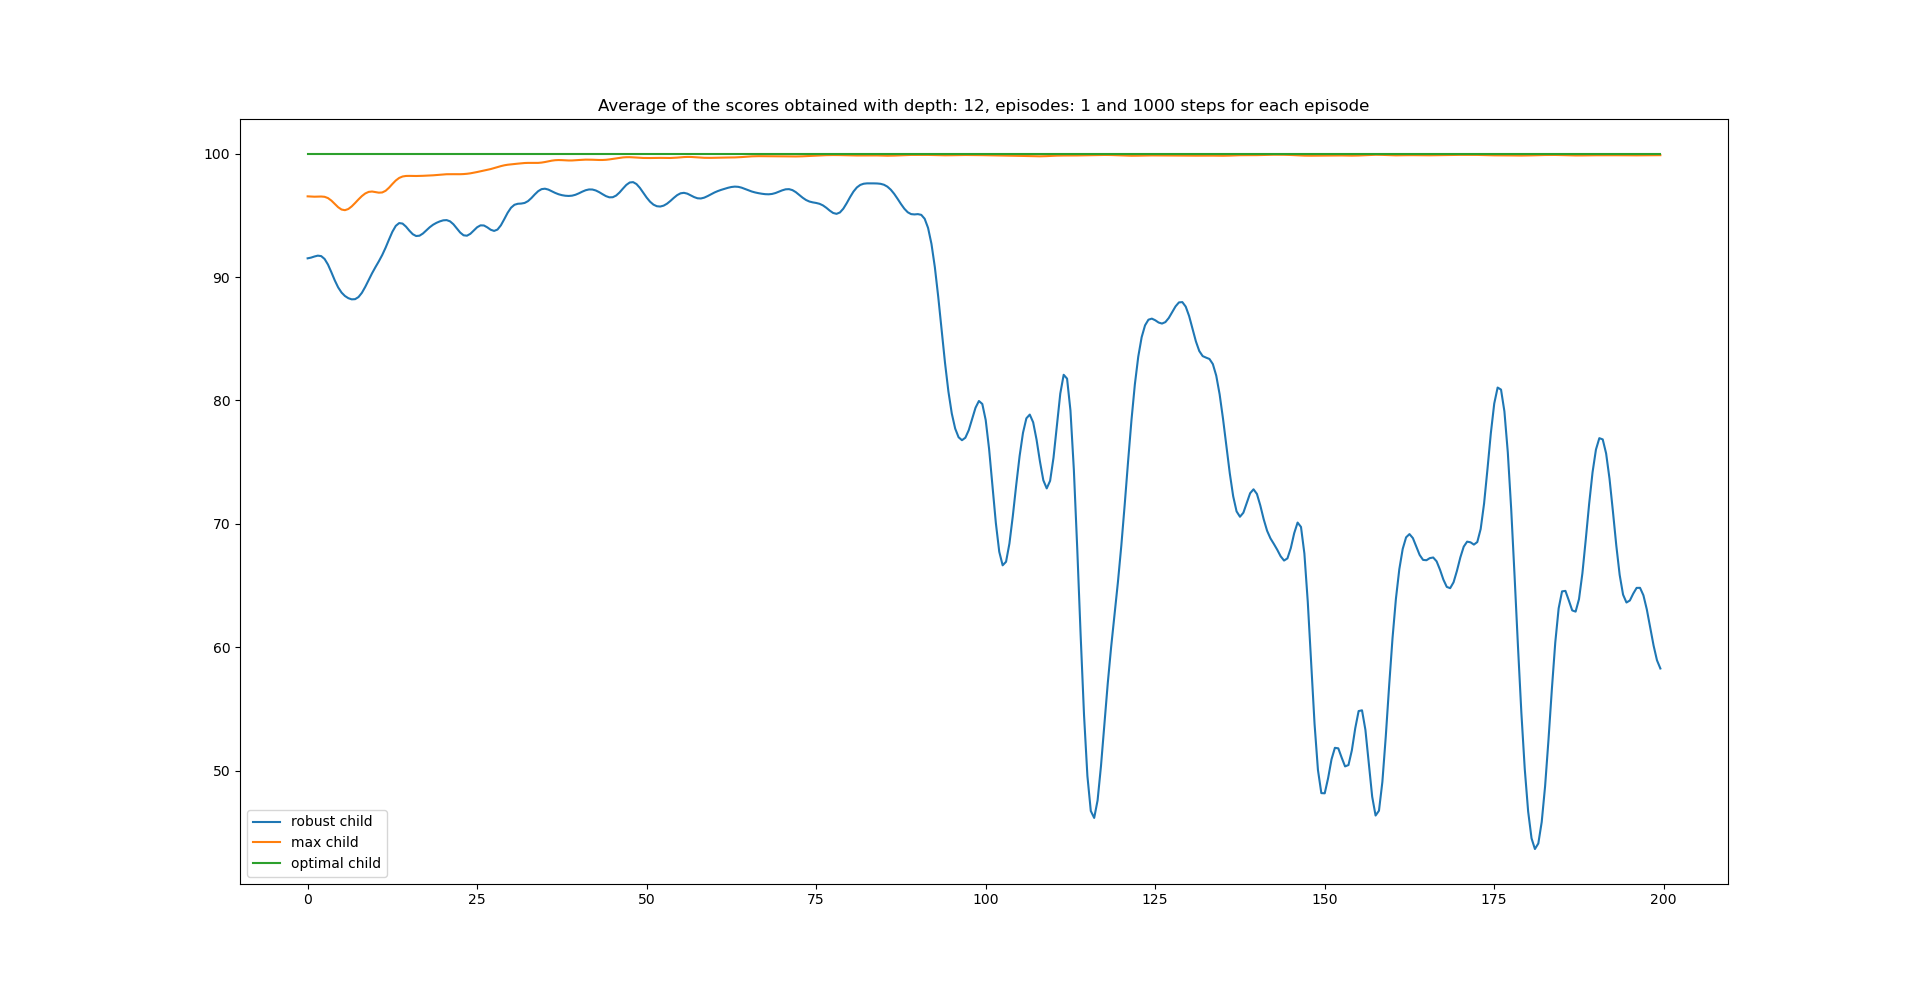 Average of the scores obtained with depth: 12, episodes: 1 and 1000 steps for each episode
100
90
80
70
60
50
robust child
max child
optimal child
0 25 50 75 100 125 150 175 200